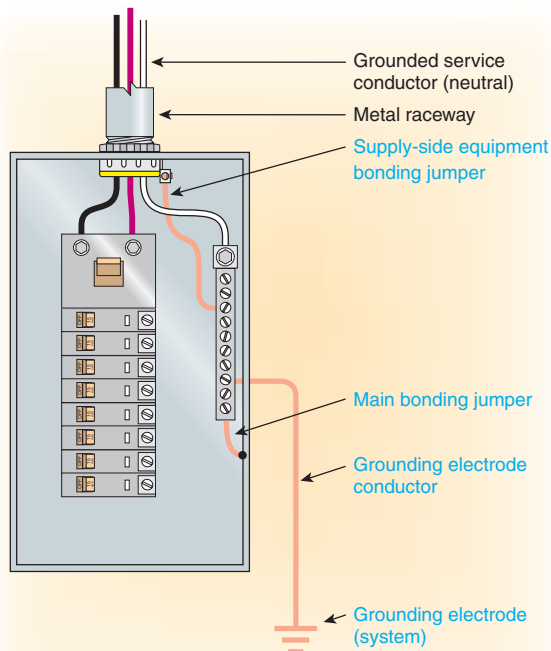 Grounded service
conductor (neutral)
Metal raceway
Supply-side equipment
bonding jumper
Main bonding jumper
Grounding electrode
conductor
Grounding electrode
(system)